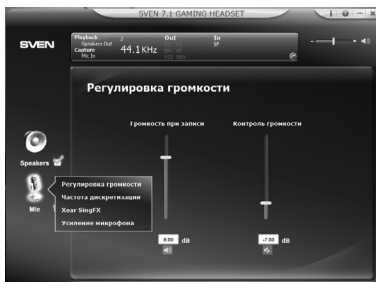 SVEN 7.1 GAMING HEADSET
i
SVEN
Playback 2 Out In
Speakers Out SF
Capture 44.1KHz
Mic In
Регулировка громкости
Громкость при записи Контроль громкости
Speakers
Mic
Регулировка громкости
Частота дискретизации
Xear SingFX
Усиление микрофона
8.00 dB -7.00 dB